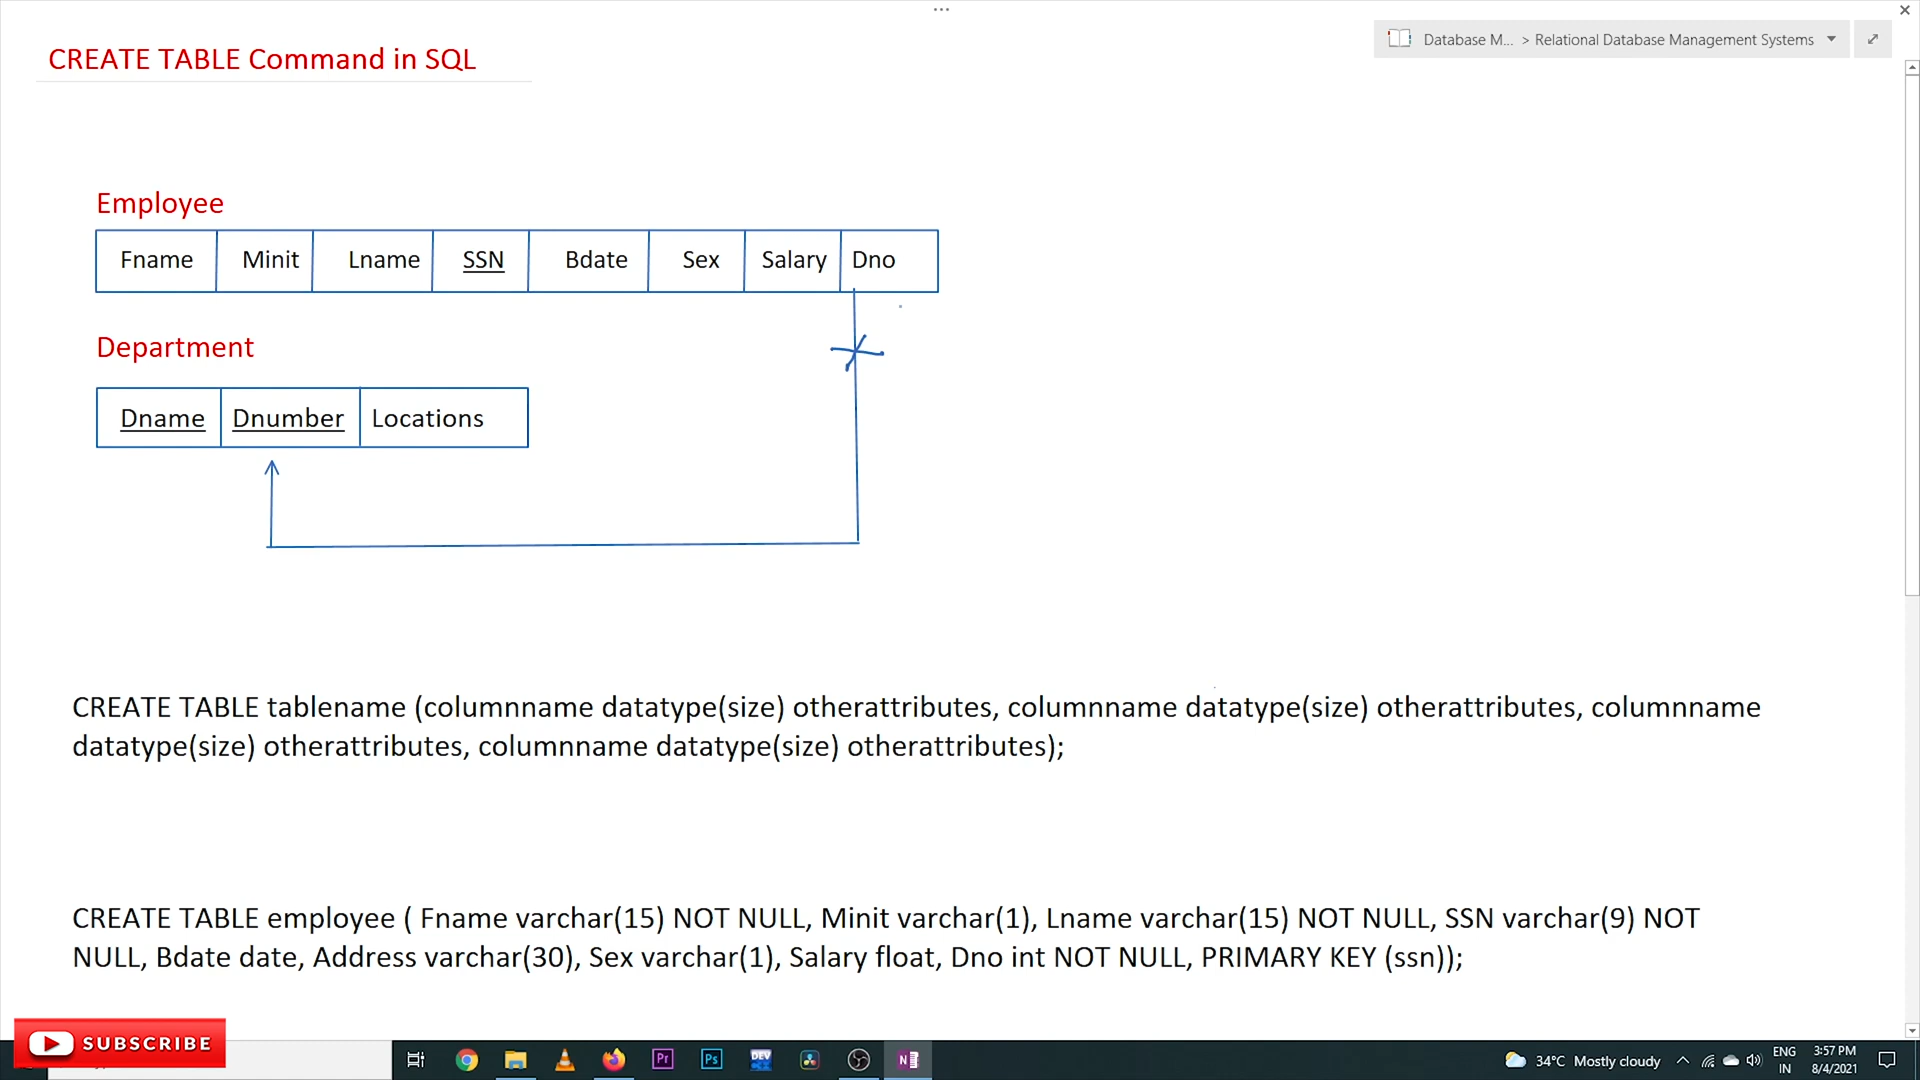 Database M... > Relational Database Management Systems
CREATE TABLE Command in SQL
Employee
Fname Minit Lname SSN Bdate Sex Salary Dno
Department
Dname Dnumber Locations
CREATE TABLE tablename (columnname datatype(size) otherattributes, columnname datatype(size) otherattributes, columnname
datatype(size) otherattributes, columnname datatype(size) otherattributes);
CREATE TABLE employee ( Fname varchar(15) NOT NULL, Minit varchar(1), Lname varchar(15) NOT NULL, SSN varchar(9) NOT
NULL, Bdate date, Address varchar(30), Sex varchar(1), Salary float, Dno int NOT NULL, PRIMARY KEY (ssn));
SUBSCRIBE
Pr Ps DEV N
34°C Mostly cloudy
ENG
IN
3:57 PM
8/4/2021